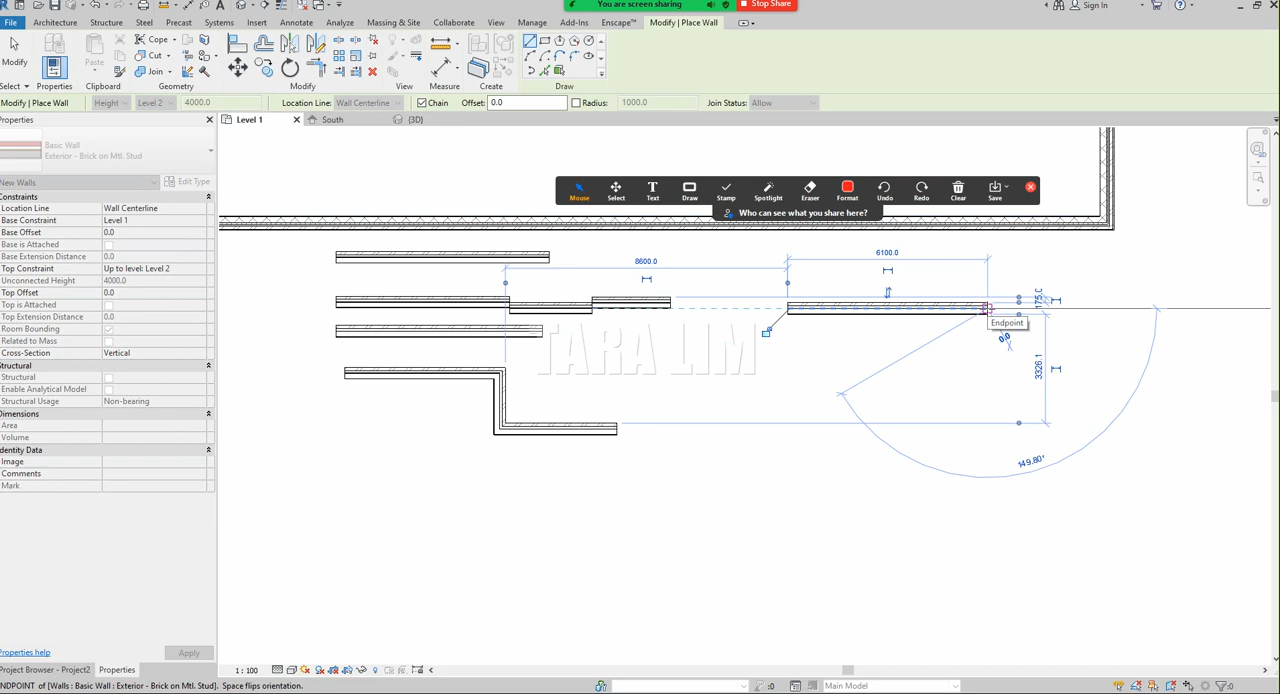 You are screen sharing
Stop Share
Sign In
File
Architecture
Structure
Steel
Precast
Systems
Insert
Annotate
Analyze
Massing & Site
Collaborate
View
Manage
Add-Ins
Enscape™
Modify | Place Wall
Modify
Properties
Paste
Cope
Cut
Join
Select
Properties
Clipboard
Geometry
Modify
View
Measure
Create
Draw
Modify | Place Wall
Height
Level 2
4000.0
Location Line: Wall Centerline
Chain
Offset: 0.0
Radius: 1000.0
Join Status: Allow
Properties
Level 1
South
{3D}
Basic Wall
Exterior - Brick on Mtl. Stud
New Walls
Edit Type
Constraints
Location Line Wall Centerline
Base Constraint Level 1
Base Offset 0.0
Base is Attached
Base Extension Distance 0.0
Top Constraint Up to level: Level 2
Unconnected Height 4000.0
Top Offset 0.0
Top is Attached
Top Extension Distance 0.0
Room Bounding
Related to Mass
Cross-Section Vertical
Structural
Structural
Enable Analytical Model
Structural Usage Non-bearing
Dimensions
Area
Volume
Identity Data
Image
Comments
Mark
Mouse
Select
Text
Draw
Stamp
Spotlight
Eraser
Format
Undo
Redo
Clear
Save
Who can see what you share here?
8600.0
6100.0
175.0
Endpoint
0.0
3326.1
149.80°
TARA LIM
Properties help
Apply
Project Browser - Project2
Properties
1 : 100
ENDPOINT of [Walls : Basic Wall : Exterior - Brick on Mtl. Stud]. Space flips orientation.
:0
Main Model
:0